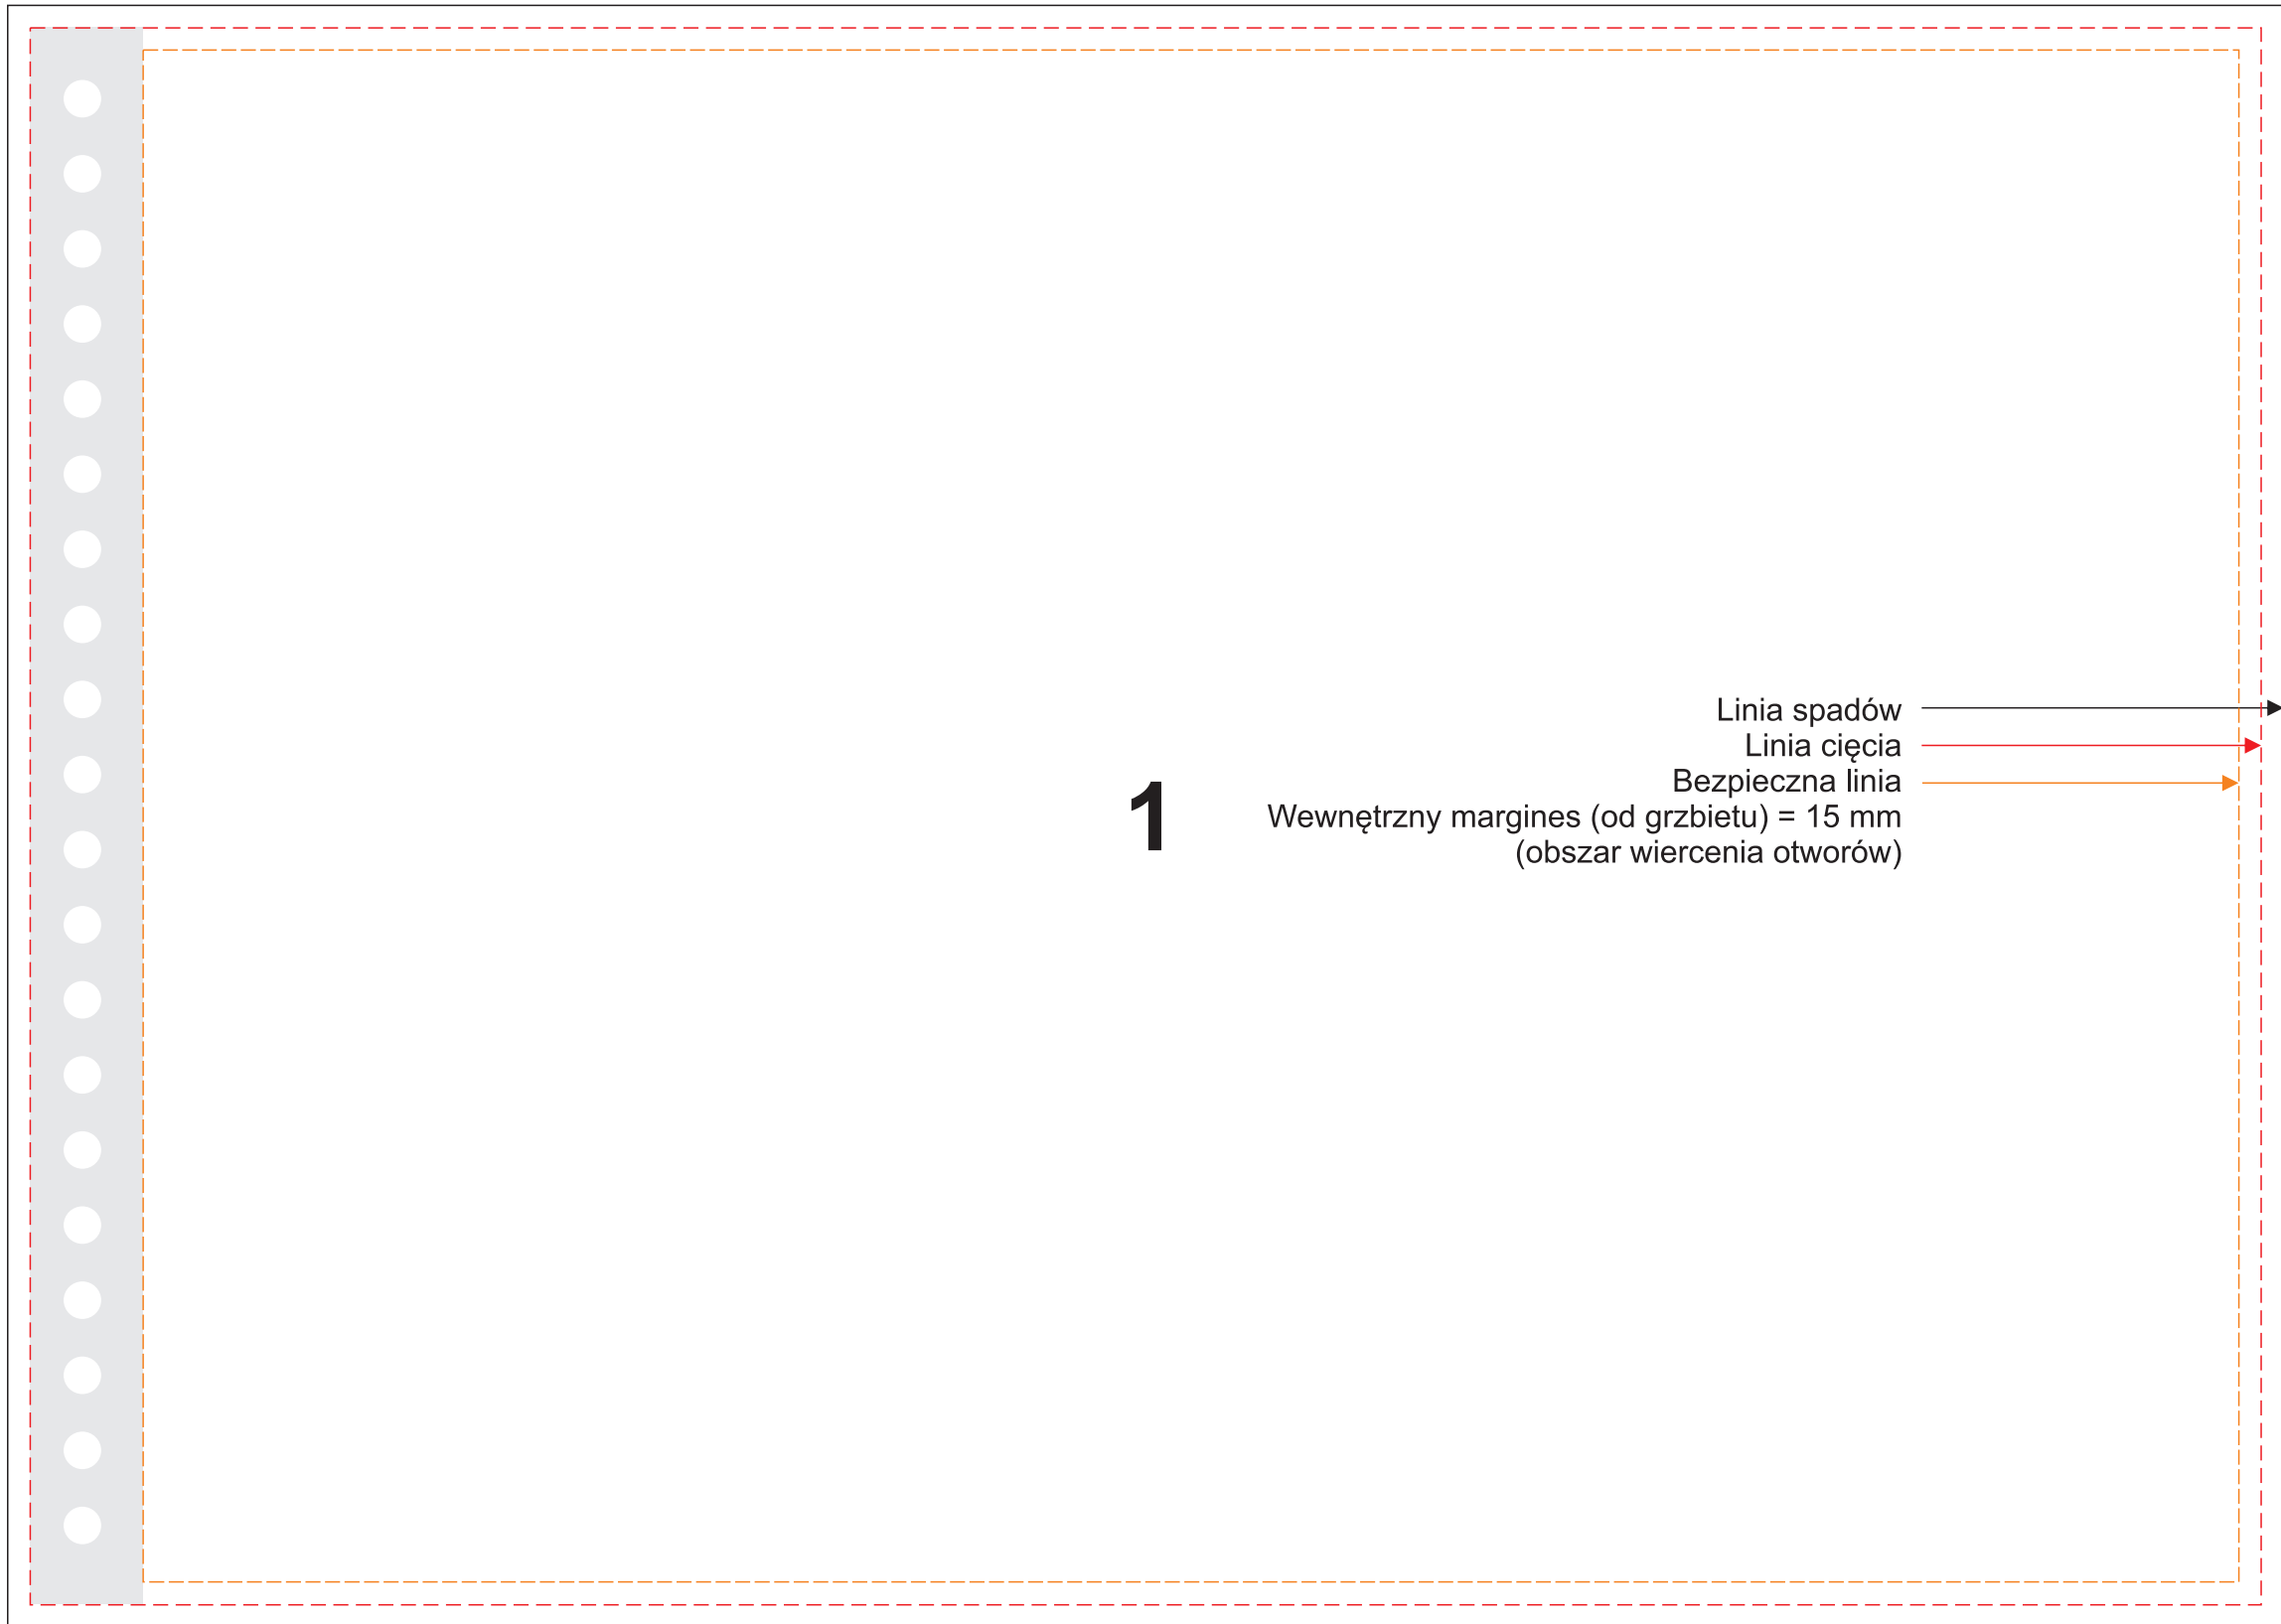 Linia spadów
Linia cięcia
Bezpieczna linia
1
Wewnętrzny margines (od grzbietu) = 15 mm
(obszar wiercenia otworów)